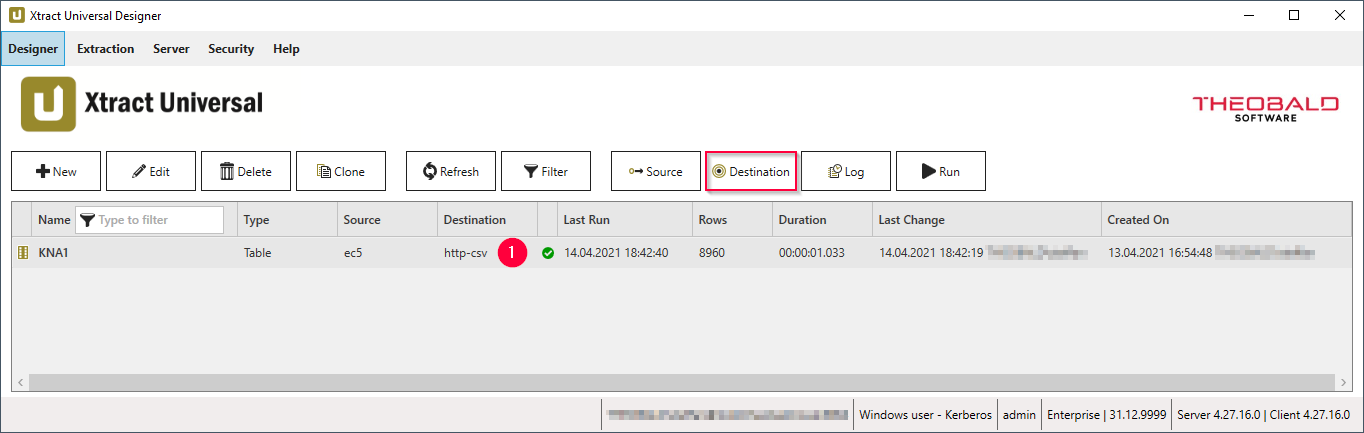 Xtract Universal Designer
Designer Extraction Server Security Help
Xtract Universal
THEOBALD
SOFTWARE
New Edit Delete Clone Refresh Filter Source Destination Log Run
Name Type to filter Type Source Destination Last Run Rows Duration Last Change Created On
KNA1 Table ec5 http-csv 1 14.04.2021 18:42:40 8960 00:00:01.033 14.04.2021 18:42:19 13.04.2021 16:54:48
Windows user - Kerberos admin Enterprise | 31.12.9999 Server 4.27.16.0 | Client 4.27.16.0